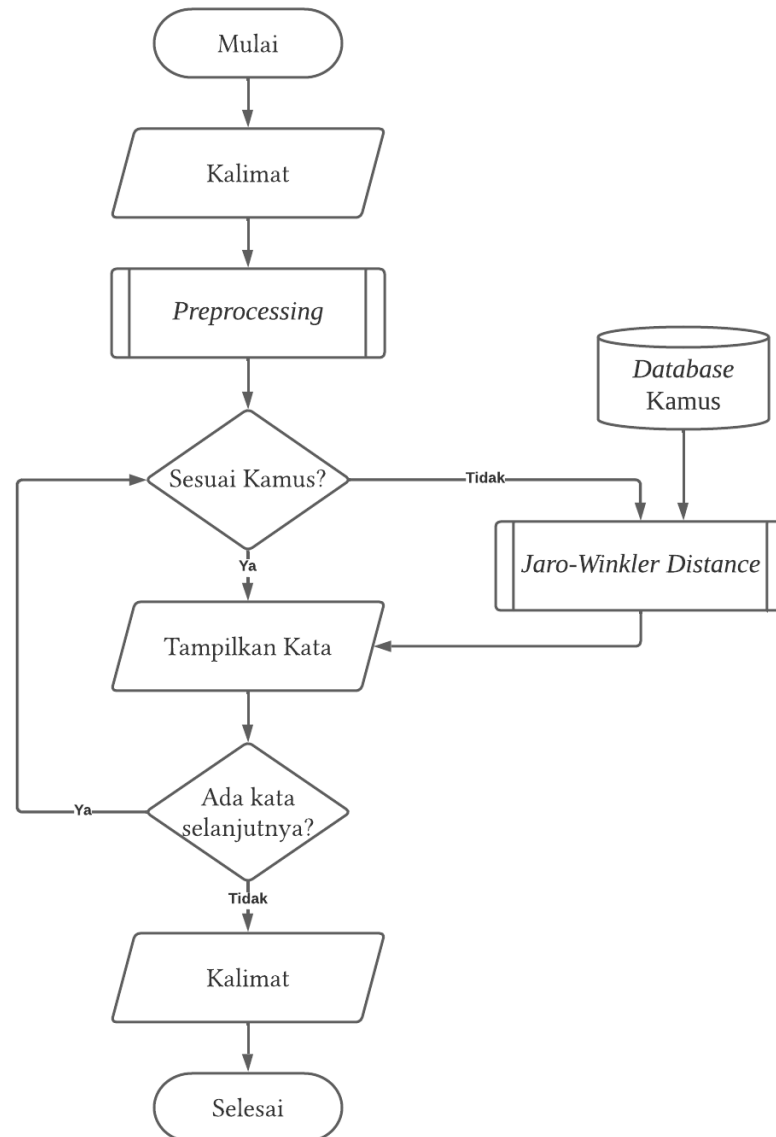 Mulai
Kalimat
Preprocessing
Database
Kamus
Sesuai Kamus?
Tidak
Jaro-Winkler Distance
Ya
Tampilkan Kata
Ada kata
selanjutnya?
Ya
Tidak
Kalimat
Selesai